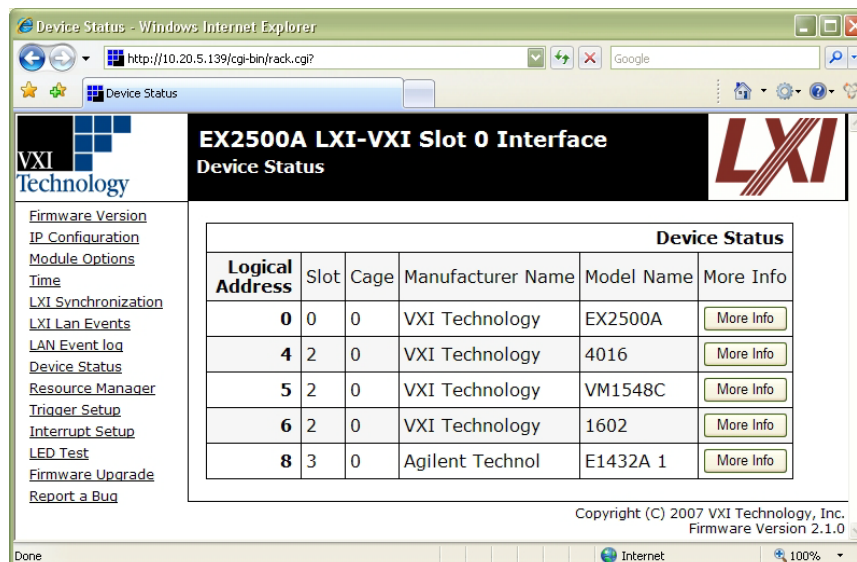 Device Status - Windows Internet Explorer
http://10.20.5.139/cgi-bin/rack.cgi?
Google
Device Status
VXI
Technology
EX2500A LXI-VXI Slot 0 Interface
Device Status
LXI
Firmware Version
IP Configuration
Module Options
Time
LXI Synchronization
LXI Lan Events
LAN Event log
Device Status
Resource Manager
Trigger Setup
Interrupt Setup
LED Test
Firmware Upgrade
Report a Bug
Device Status
Logical Address Slot Cage Manufacturer Name Model Name More Info
0 0 0 VXI Technology EX2500A More Info
4 2 0 VXI Technology 4016 More Info
5 2 0 VXI Technology VM1548C More Info
6 2 0 VXI Technology 1602 More Info
8 3 0 Agilent Technol E1432A 1 More Info
Copyright (C) 2007 VXI Technology, Inc.
Firmware Version 2.1.0
Done
Internet
100%